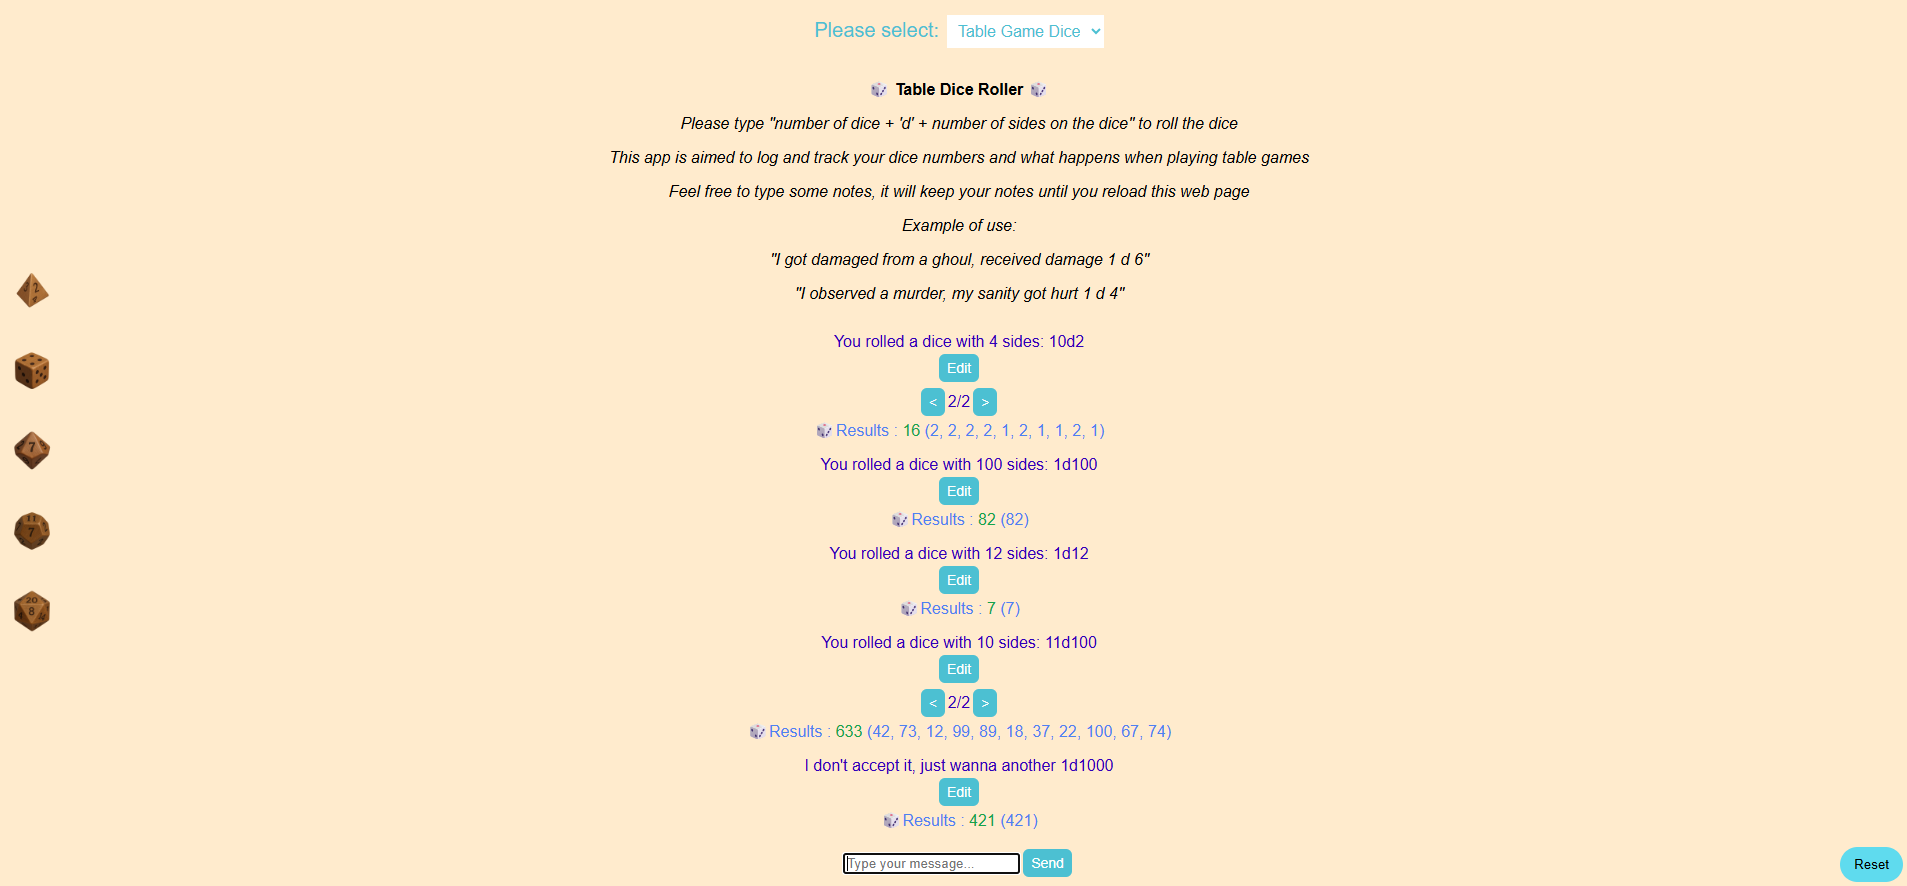 Please select: Table Game Dice
Table Dice Roller
Please type "number of dice + 'd' + number of sides on the dice" to roll the dice
This app is aimed to log and track your dice numbers and what happens when playing table games
Feel free to type some notes, it will keep your notes until you reload this web page
Example of use:
"I got damaged from a ghoul, received damage 1 d 6"
"I observed a murder, my sanity got hurt 1 d 4"
You rolled a dice with 4 sides: 10d2
Edit
< 2/2 >
Results : 16 (2, 2, 2, 2, 1, 2, 1, 1, 2, 1)
You rolled a dice with 100 sides: 1d100
Edit
Results : 82 (82)
You rolled a dice with 12 sides: 1d12
Edit
Results : 7 (7)
You rolled a dice with 10 sides: 11d100
Edit
< 2/2 >
Results : 633 (42, 73, 12, 99, 89, 18, 37, 22, 100, 67, 74)
I don't accept it, just wanna another 1d1000
Edit
Results : 421 (421)
Type your message... Send
Reset
2
7
11
7
20
8